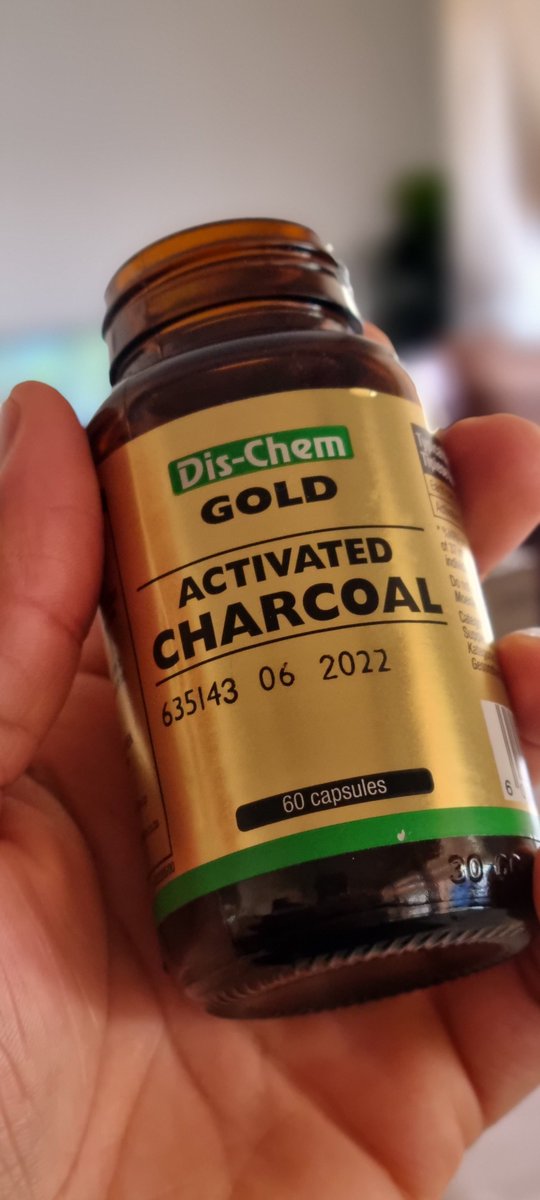 Dis-Chem
GOLD
ACTIVATED
CHARCOAL
635143 06 2022
60 capsules